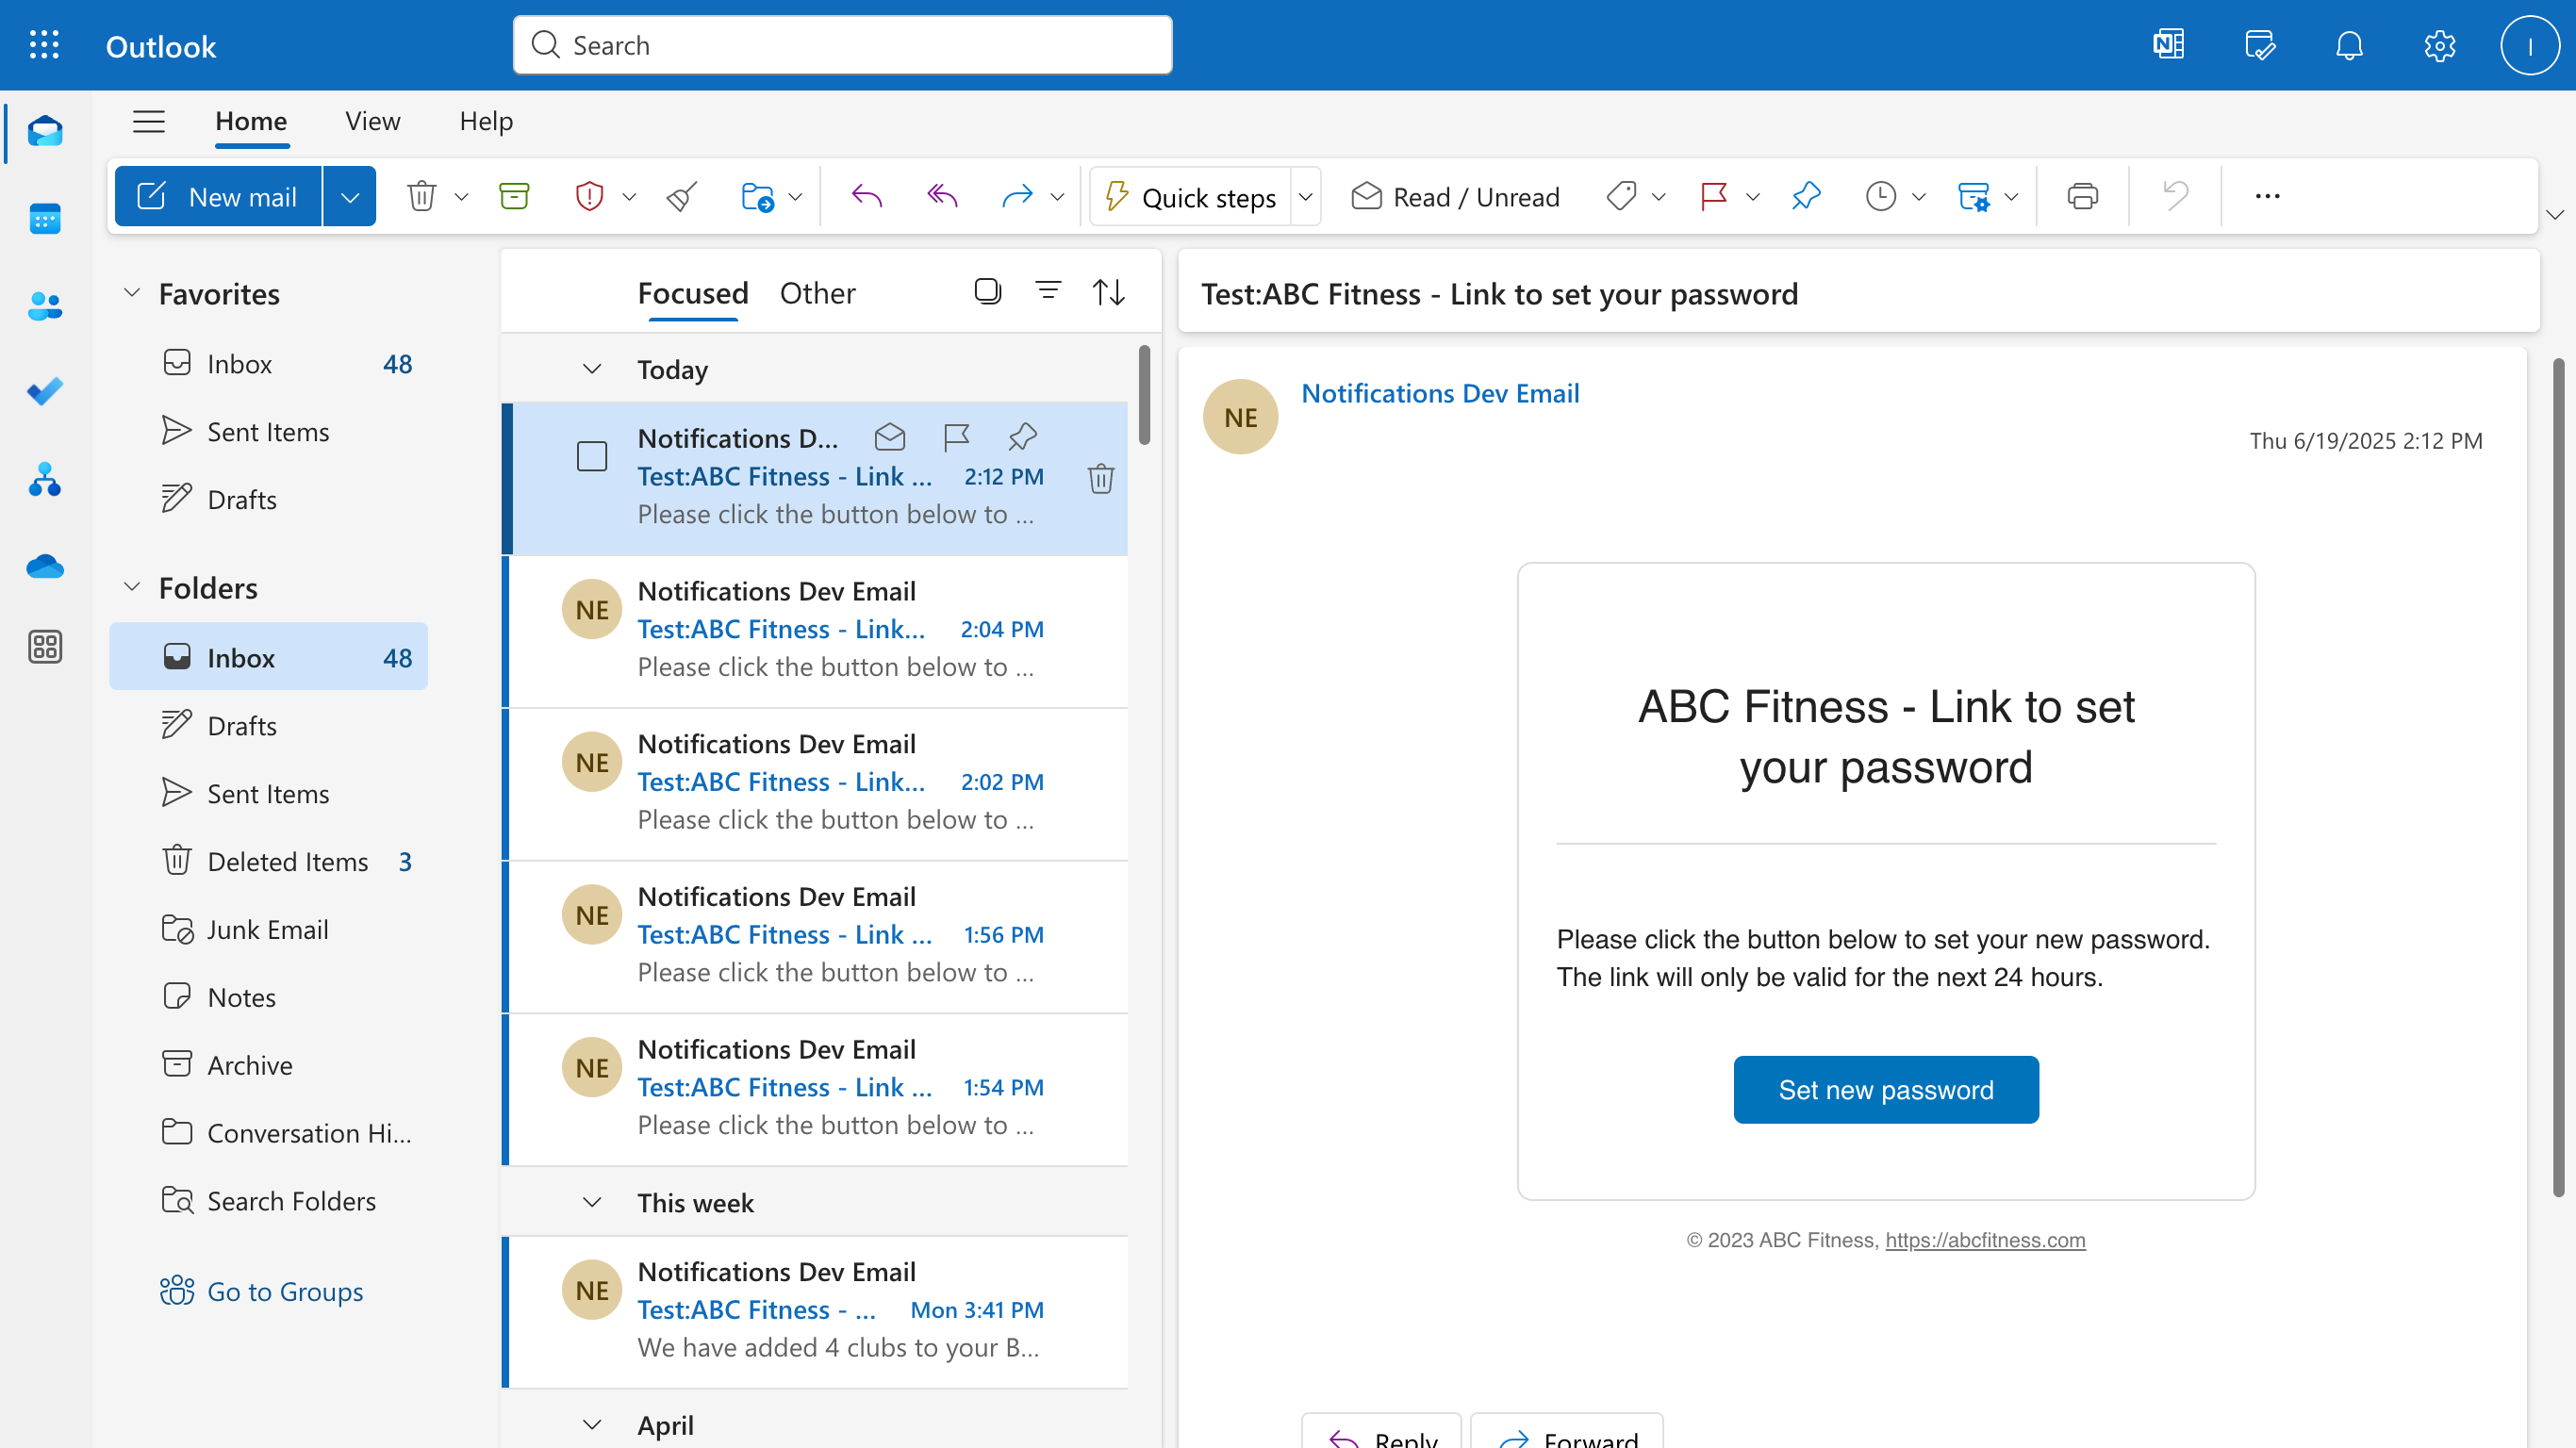 Outlook
Search
I
Home
View
Help
New mail
Quick steps
Read / Unread
Favorites
Inbox 48
Sent Items
Drafts
Folders
Inbox 48
Drafts
Sent Items
Deleted Items 3
Junk Email
Notes
Archive
Conversation Hi...
Search Folders
Go to Groups
Focused
Other
Today
Notifications D...
Test:ABC Fitness - Link ... 2:12 PM
Please click the button below to ...
NE
Notifications Dev Email
Test:ABC Fitness - Link... 2:04 PM
Please click the button below to ...
NE
Notifications Dev Email
Test:ABC Fitness - Link... 2:02 PM
Please click the button below to ...
NE
Notifications Dev Email
Test:ABC Fitness - Link ... 1:56 PM
Please click the button below to ...
NE
Notifications Dev Email
Test:ABC Fitness - Link ... 1:54 PM
Please click the button below to ...
This week
NE
Notifications Dev Email
Test:ABC Fitness - ... Mon 3:41 PM
We have added 4 clubs to your B...
April
Test:ABC Fitness - Link to set your password
NE
Notifications Dev Email
Thu 6/19/2025 2:12 PM
ABC Fitness - Link to set
your password
Please click the button below to set your new password.
The link will only be valid for the next 24 hours.
Set new password
© 2023 ABC Fitness, https://abcfitness.com
Reply
Forward